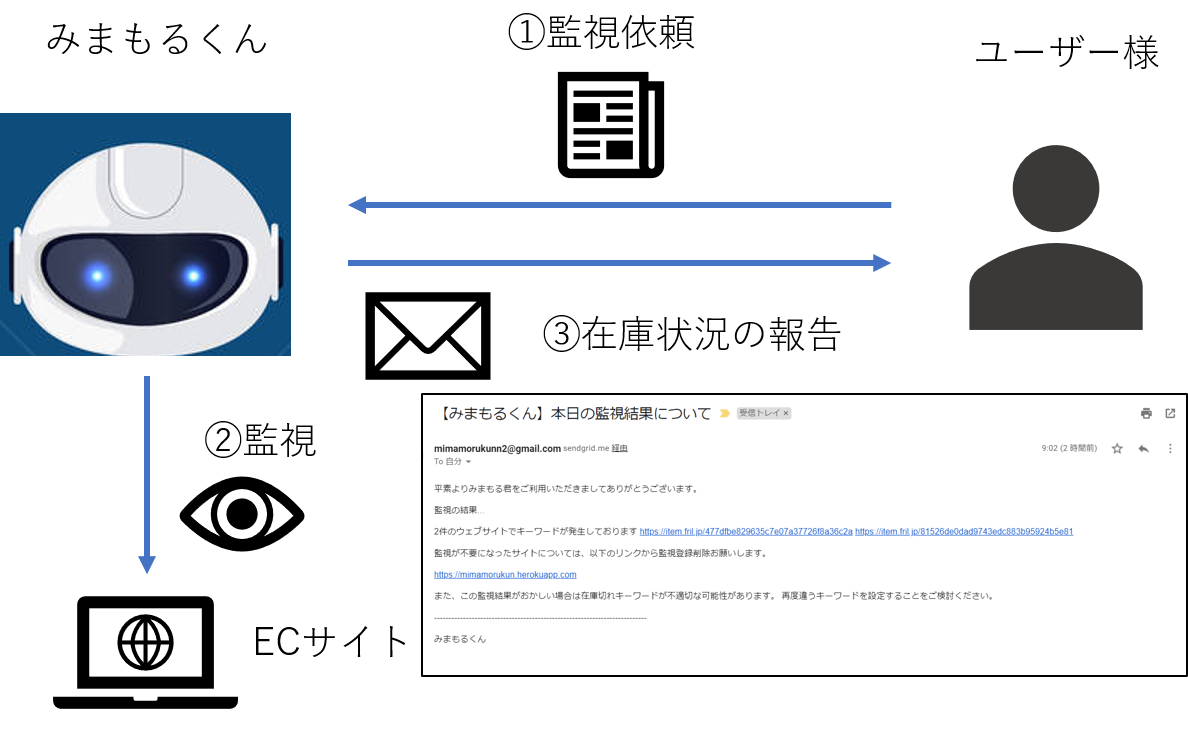 みまもるくん
①監視依頼
ユーザー様
③在庫状況の報告
②監視
ECサイト
【みまもるくん】本日の監視結果について 受信トレイ ×
mimamorukunn2@gmail.com sendgrid.me 経由
9:02 (2 時間前)
To 自分
平素よりみまもる君をご利用いただきましてありがとうございます。
監視の結果...
2件のウェブサイトでキーワードが発生しております https://item.fril.jp/477dfbe829635c7e07a37726f8a36c2a https://item.fril.jp/81526de0dad9743edc883b95924b5e81
監視が不要になったサイトについては、以下のリンクから監視登録削除お願いします。
https://mimamorukun.herokuapp.com
また、この監視結果がおかしい場合は在庫切れキーワードが不適切な可能性があります。 再度違うキーワードを設定することをご検討ください。
--------------------------------------------------------------------------------
みまもるくん